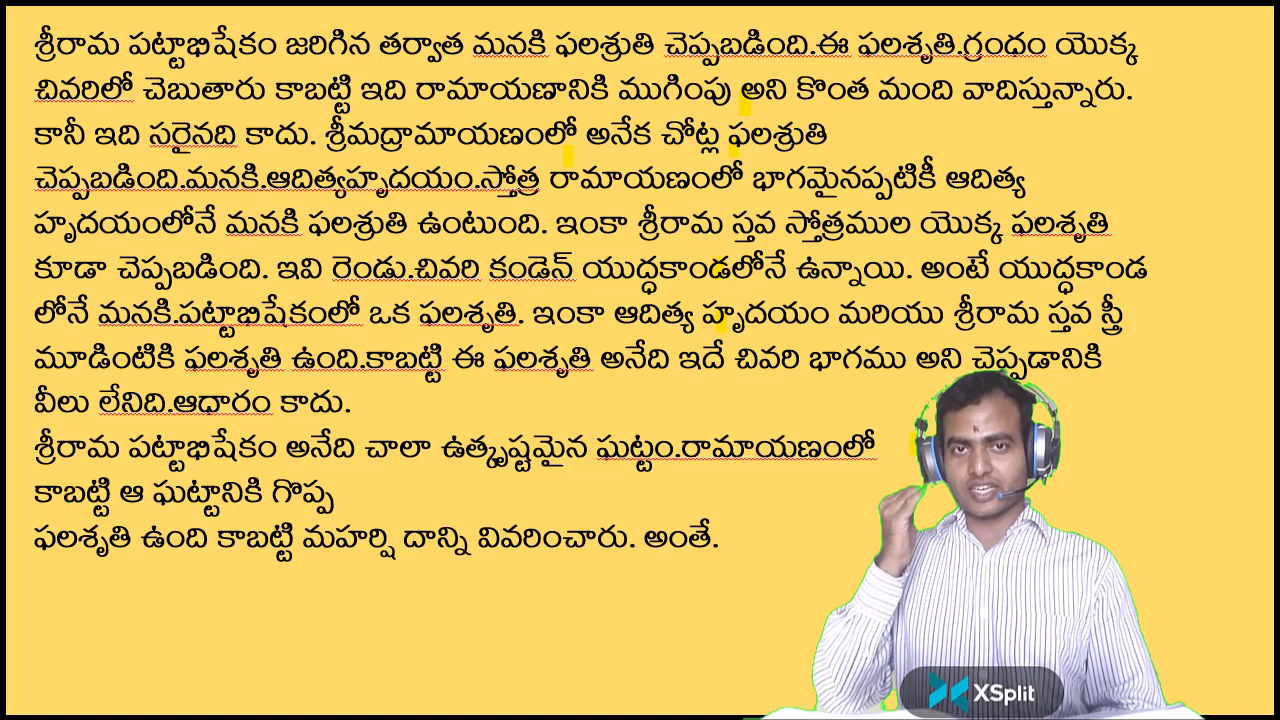 శ్రీరామ పట్టాభిషేకం జరిగిన తర్వాత మనకి ఫలశ్రుతి చెప్పబడింది.ఈ ఫలశృతి.గ్రందం యొక్క
చివరిలో చెబుతారు కాబట్టి ఇది రామాయణానికి ముగింపు అని కొంత మంది వాదిస్తున్నారు.
కానీ ఇది సరైనది కాదు. శ్రీమద్రామాయణంలో అనేక చోట్ల ఫలశ్రుతి
చెప్పబడింది.మనకి.ఆదిత్యహృదయం.స్తోత్ర రామాయణంలో భాగమైనప్పటికీ ఆదిత్య
హృదయంలోనే మనకి ఫలశ్రుతి ఉంటుంది. ఇంకా శ్రీరామ స్తవ స్తోత్రముల యొక్క ఫలశృతి
కూడా చెప్పబడింది. ఇవి రెండు.చివరి కండెన్ యుద్ధకాండలోనే ఉన్నాయి. అంటే యుద్ధకాండ
లోనే మనకి.పట్టాభిషేకంలో ఒక ఫలశృతి. ఇంకా ఆదిత్య హృదయం మరియు శ్రీరామ స్తవ స్త్రీ
మూడింటికి ఫలశృతి ఉంది.కాబట్టి ఈ ఫలశృతి అనేది ఇదే చివరి భాగము అని చెప్పడానికి
వీలు లేనిది.ఆధారం కాదు.
శ్రీరామ పట్టాభిషేకం అనేది చాలా ఉత్కృష్టమైన ఘట్టం.రామాయణంలో
కాబట్టి ఆ ఘట్టానికి గొప్ప
ఫలశృతి ఉంది కాబట్టి మహర్షి దాన్ని వివరించారు. అంతే.
XSplit